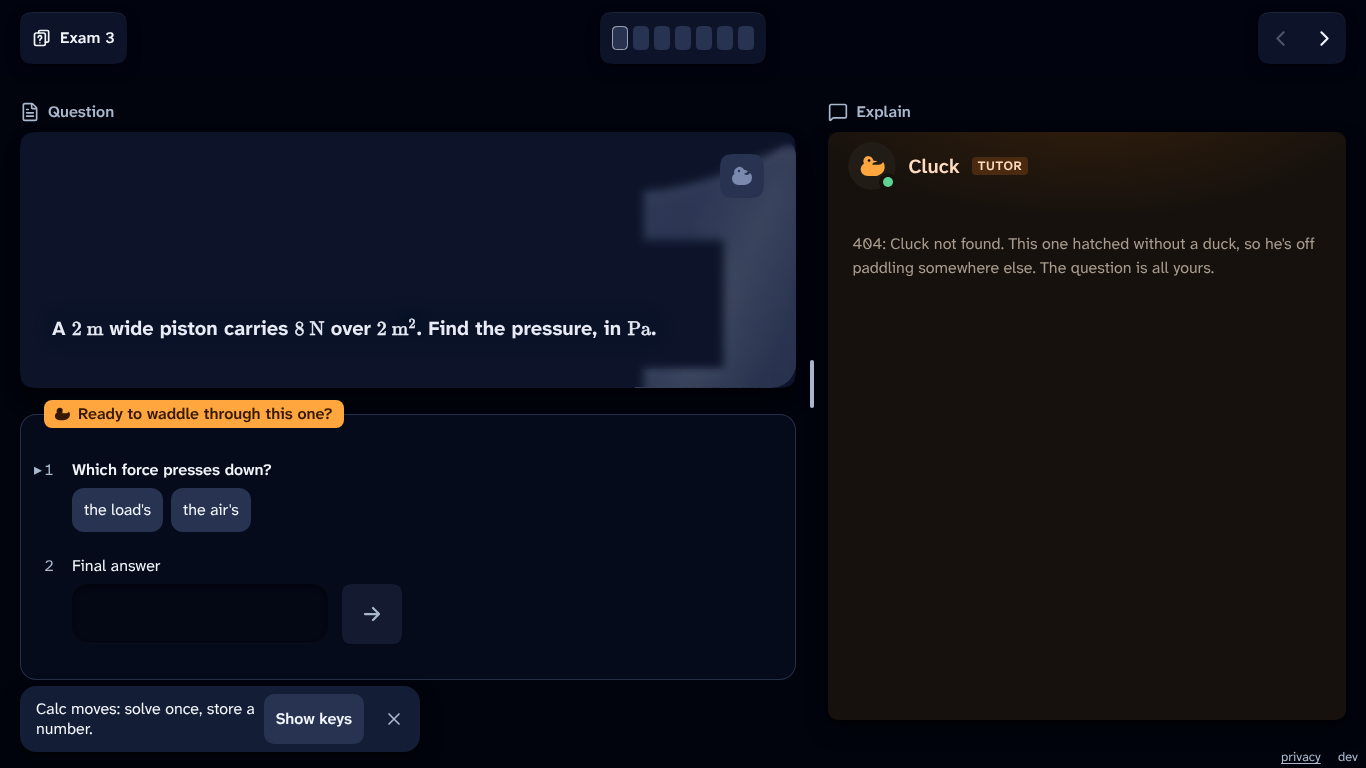 Exam 3
Question
A 2 m wide piston carries 8 N over 2 m². Find the pressure, in Pa.
1
Ready to waddle through this one?
1 Which force presses down?
the load's
the air's
2 Final answer
Calc moves: solve once, store a
number.
Show keys
Explain
Cluck
TUTOR
404: Cluck not found. This one hatched without a duck, so he's off
paddling somewhere else. The question is all yours.
privacy
dev